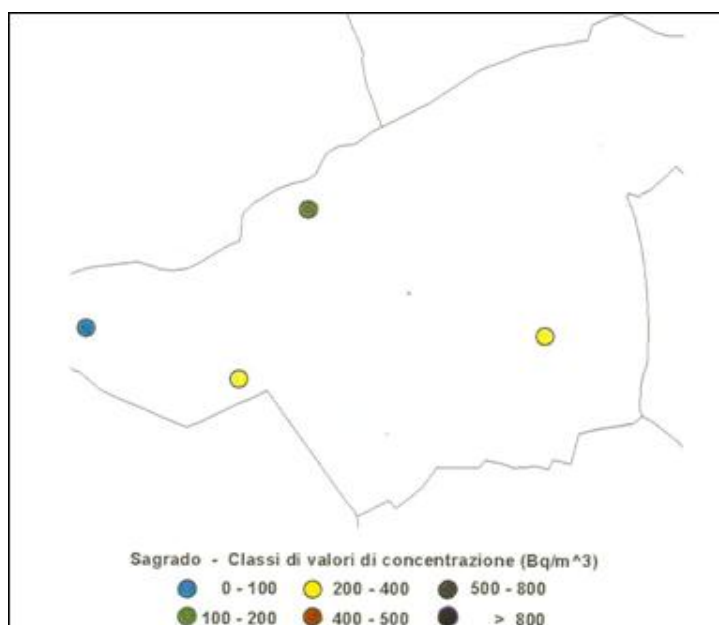 Sagrado - Classi di valori di concentrazione (Bq/m^3)
0 - 100 200 - 400 500 - 800
100 - 200 400 - 500 > 800